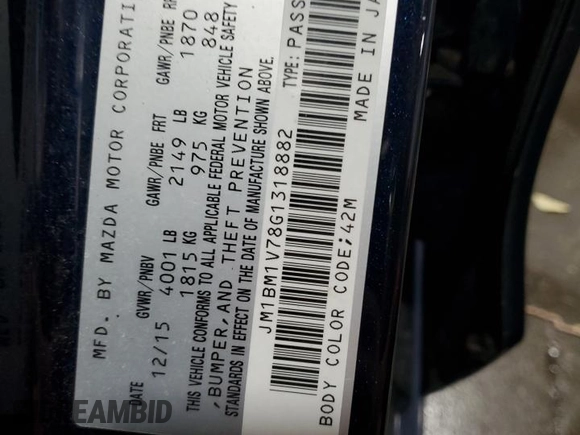 MFD. BY MAZDA MOTOR CORPORATI
DATE GVWR/PNBV GAWR/PNBE FRT GAWR/PNBE RR
12/15 4001 LB 2149 LB 1870
1815 KG 975 KG 848
THIS VEHICLE CONFORMS TO ALL APPLICABLE FEDERAL MOTOR VEHICLE SAFETY
,BUMPER,AND THEFT PREVENTION
STANDARDS IN EFFECT ON THE DATE OF MANUFACTURE SHOWN ABOVE.
JM1BM1V78G1318882 TYPE: PASS
BODY COLOR CODE:42M MADE IN JA
EAMBID